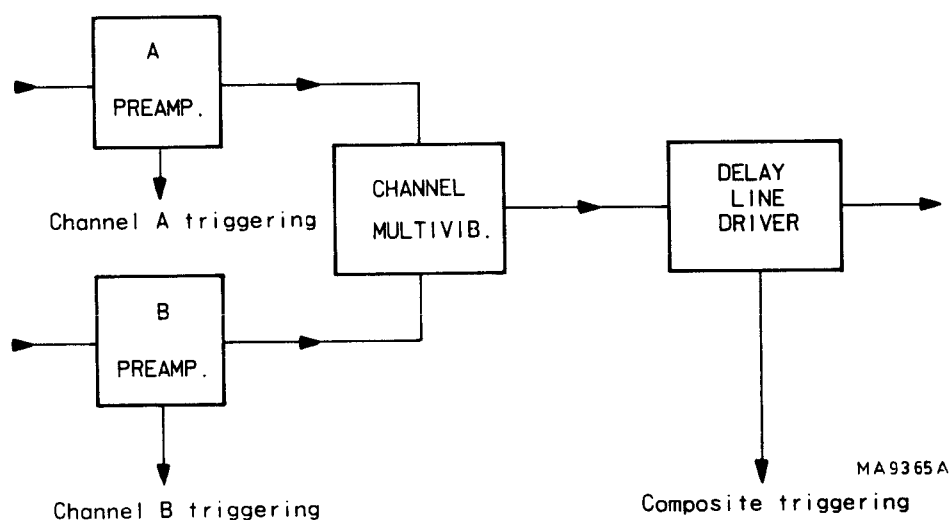 A
PREAMP.
Channel A triggering
CHANNEL
MULTIVIB.
DELAY
LINE
DRIVER
B
PREAMP.
Channel B triggering
Composite triggering
MA9365A